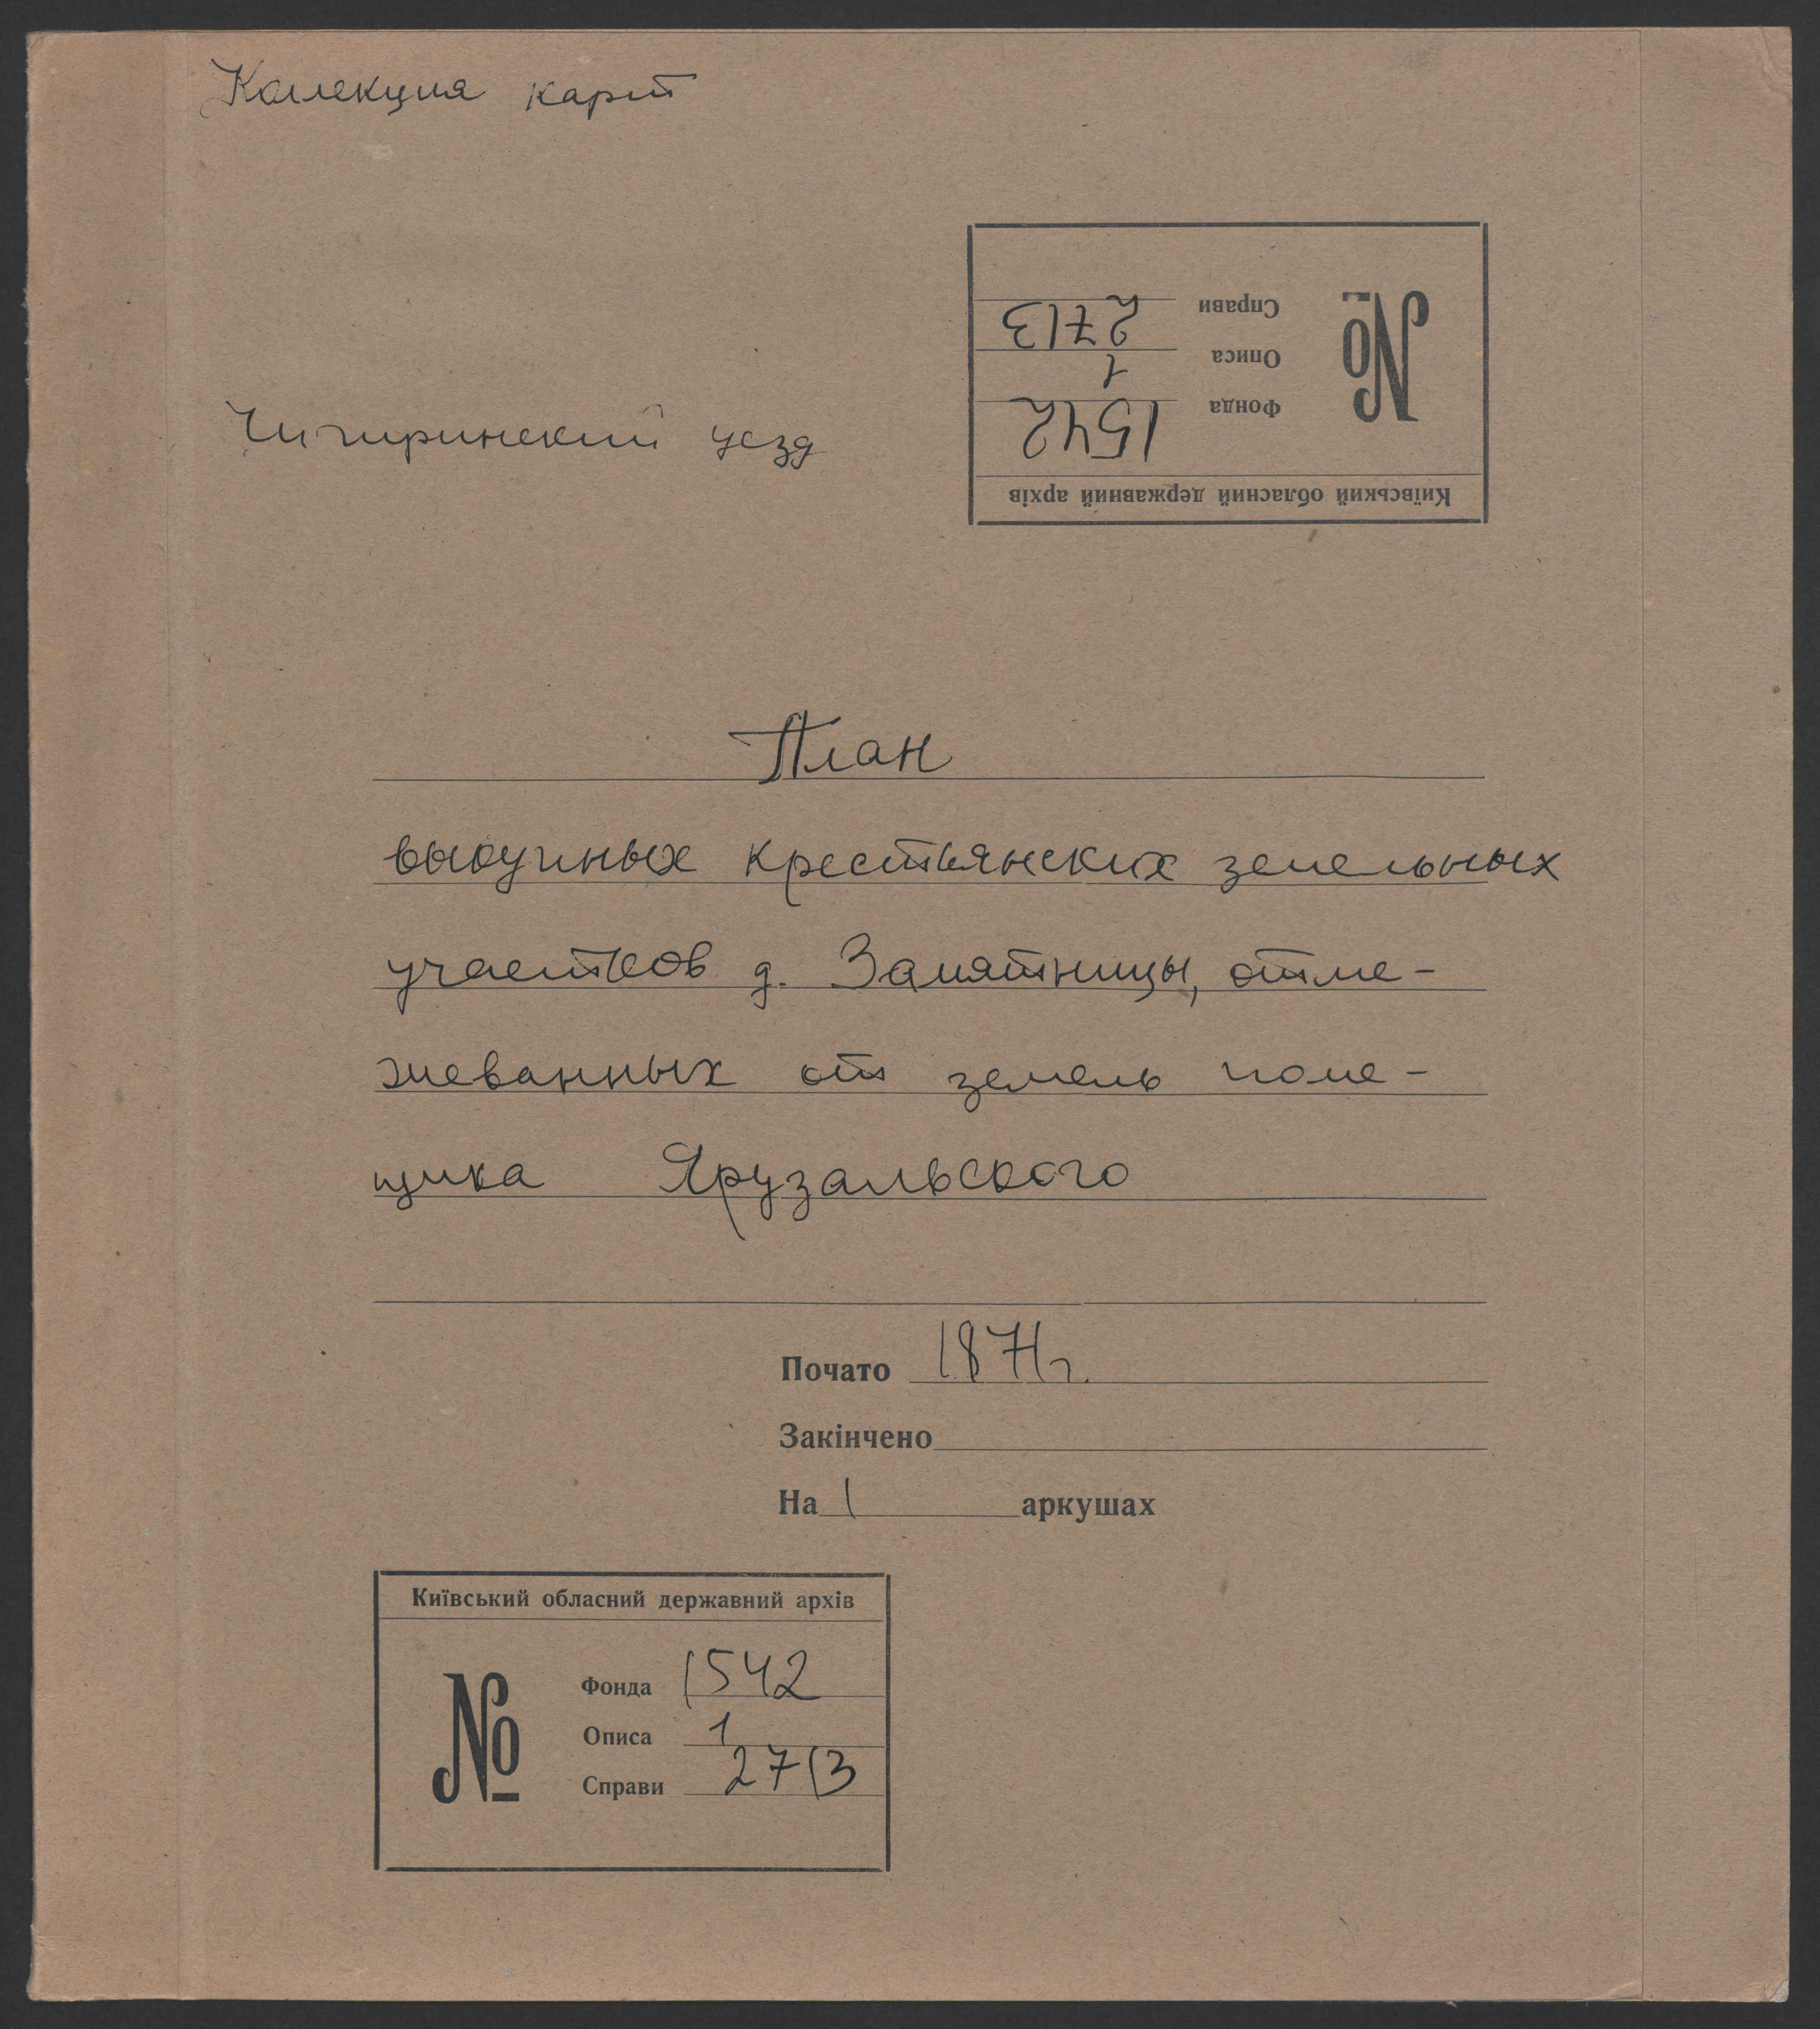 Колекция карт
Київський обласний державний архів
№
Фонда 1542
Описа 1
Справи 2713
Чигиринский уезд
План
выкупных крестьянских земельных
участков д. Замятницы, отме-
жеванных от земель поме-
щика Ярузальского
Почато 1871г.
Закінчено
На 1 аркушах
Київський обласний державний архів
№
Фонда 1542
Описа 1
Справи 2713